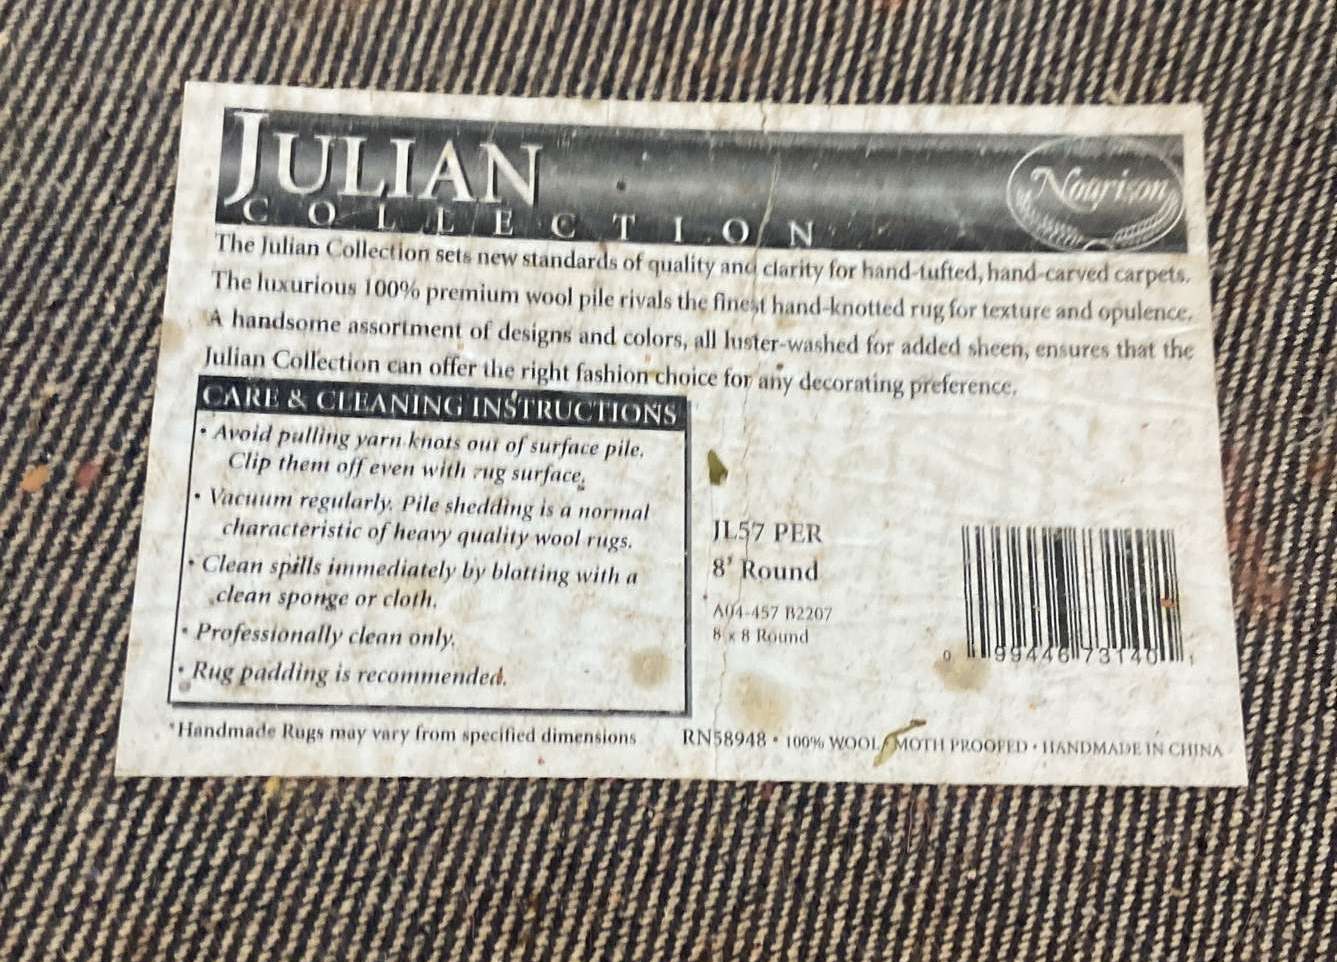 JULIAN
COLLECTION
Nourison
The Julian Collection sets new standards of quality and clarity for hand-tufted, hand-carved carpets.
The luxurious 100% premium wool pile rivals the finest hand-knotted rug for texture and opulence.
A handsome assortment of designs and colors, all luster-washed for added sheen, ensures that the
Julian Collection can offer the right fashion choice for any decorating preference.
CARE & CLEANING INSTRUCTIONS
• Avoid pulling yarn knots out of surface pile.
Clip them off even with rug surface.
• Vacuum regularly. Pile shedding is a normal
characteristic of heavy quality wool rugs.
• Clean spills immediately by blotting with a
clean sponge or cloth.
• Professionally clean only.
• Rug padding is recommended.
JL57 PER
8' Round
A04-457 B2207
8 x 8 Round
0 99446 73140 1
*Handmade Rugs may vary from specified dimensions
RN58948 • 100% WOOL • MOTH PROOFED • HANDMADE IN CHINA